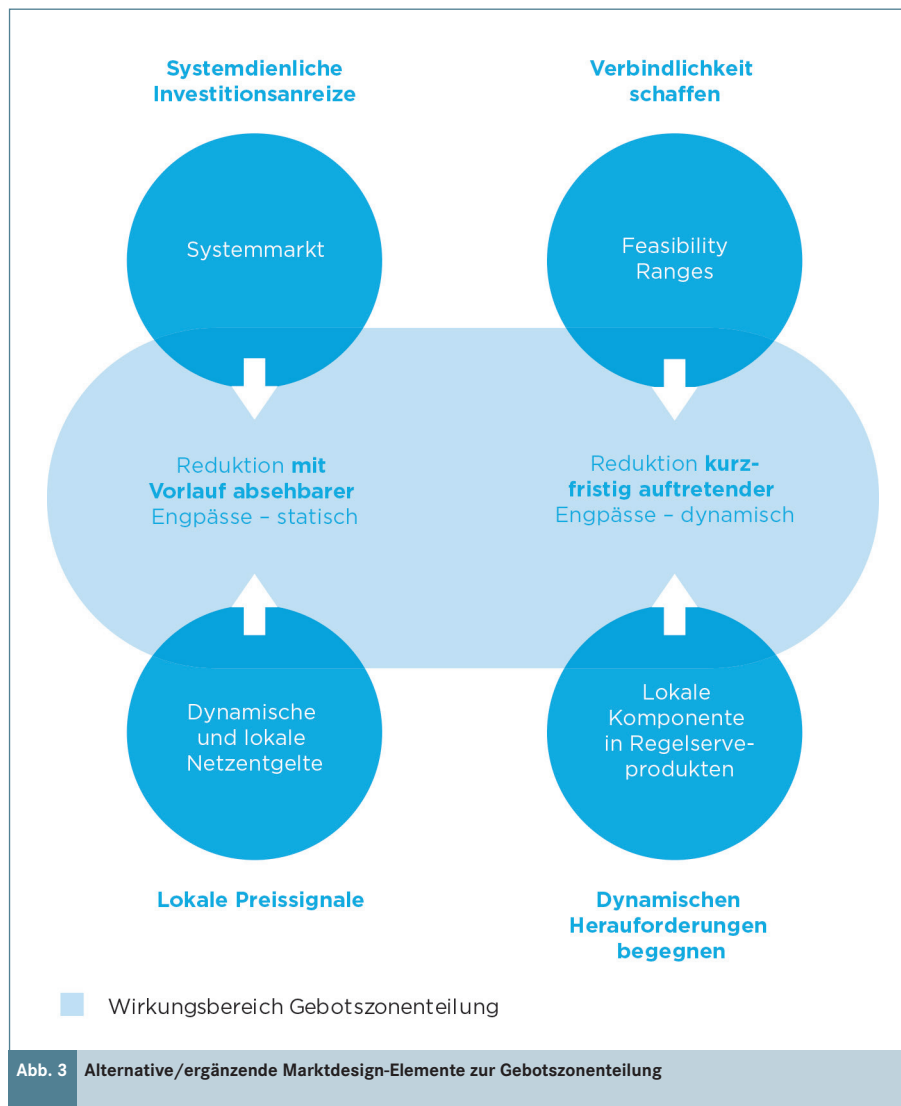 Systemdienliche
Investitionsanreize
Verbindlichkeit
schaffen
Systemmarkt
Feasibility
Ranges
Reduktion mit
Vorlauf absehbarer
Engpässe – statisch
Reduktion kurz-
fristig auftretender
Engpässe – dynamisch
Dynamische
und lokale
Netzentgelte
Lokale
Komponente
in Regelserve-
produkten
Lokale Preissignale
Dynamischen
Herauforderungen
begegnen
Wirkungsbereich Gebotszonenteilung
Abb. 3 Alternative/ergänzende Marktdesign-Elemente zur Gebotszonenteilung